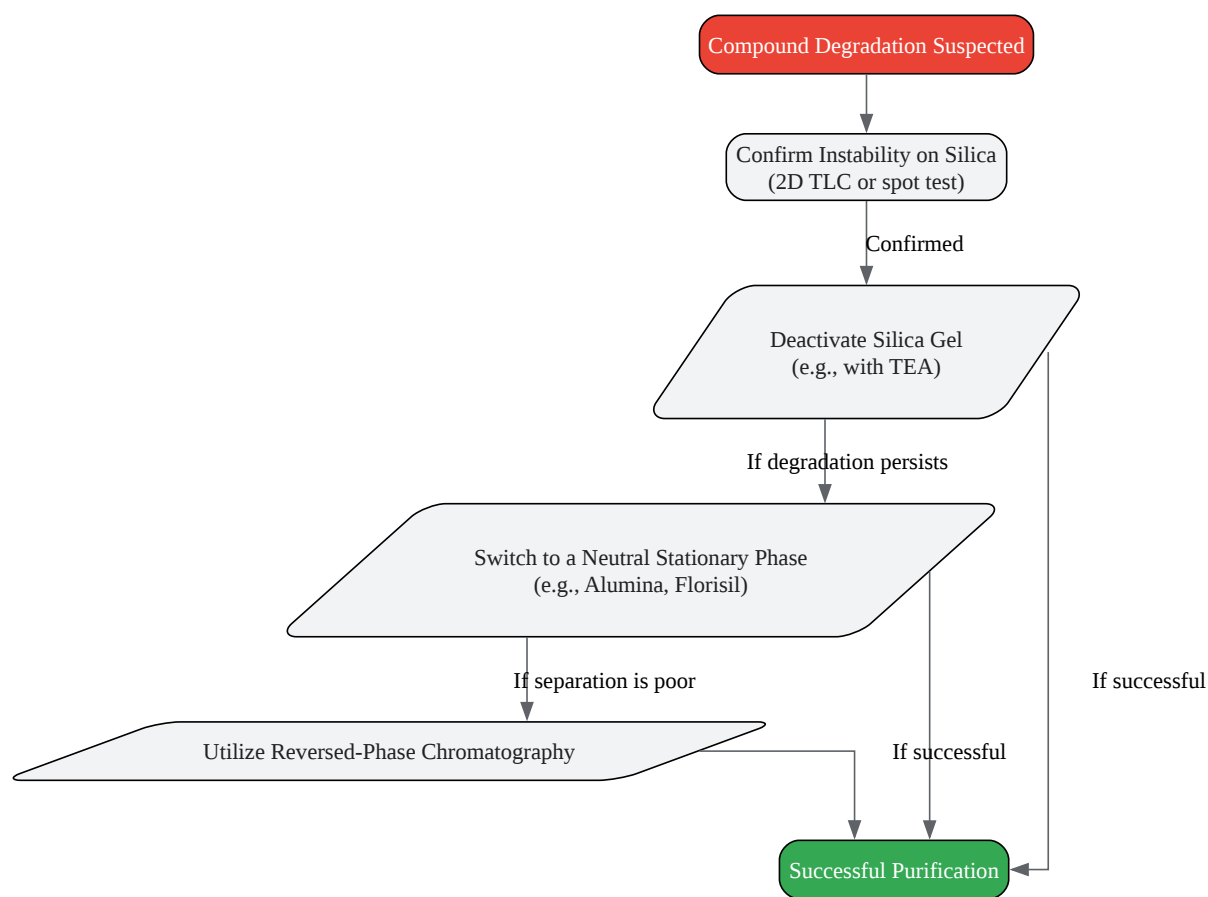 Compound Degradation Suspected
Confirm Instability on Silica
(2D TLC or spot test)
Confirmed
Deactivate Silica Gel
(e.g., with TEA)
If degradation persists
Switch to a Neutral Stationary Phase
(e.g., Alumina, Florisil)
If separation is poor
If successful
Utilize Reversed-Phase Chromatography
If successful
Successful Purification